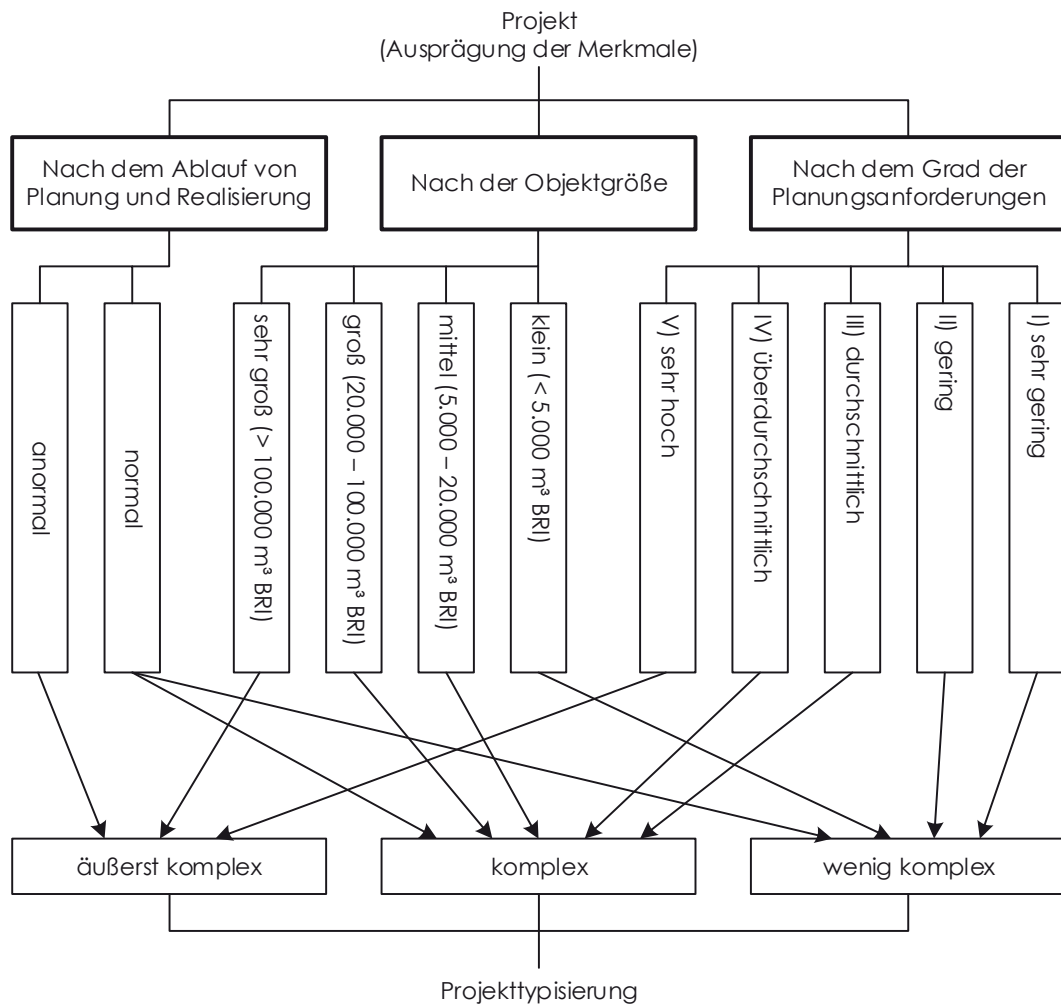 Projekt
(Ausprägung der Merkmale)
Nach dem Ablauf von
Planung und Realisierung
Nach der Objektgröße
Nach dem Grad der
Planungsanforderungen
anormal
normal
sehr groß (> 100.000 m³ BRI)
groß (20.000 – 100.000 m³ BRI)
mittel (5.000 – 20.000 m³ BRI)
klein (< 5.000 m³ BRI)
V) sehr hoch
IV) überdurchschnittlich
III) durchschnittlich
II) gering
I) sehr gering
äußerst komplex
komplex
wenig komplex
Projekttypisierung